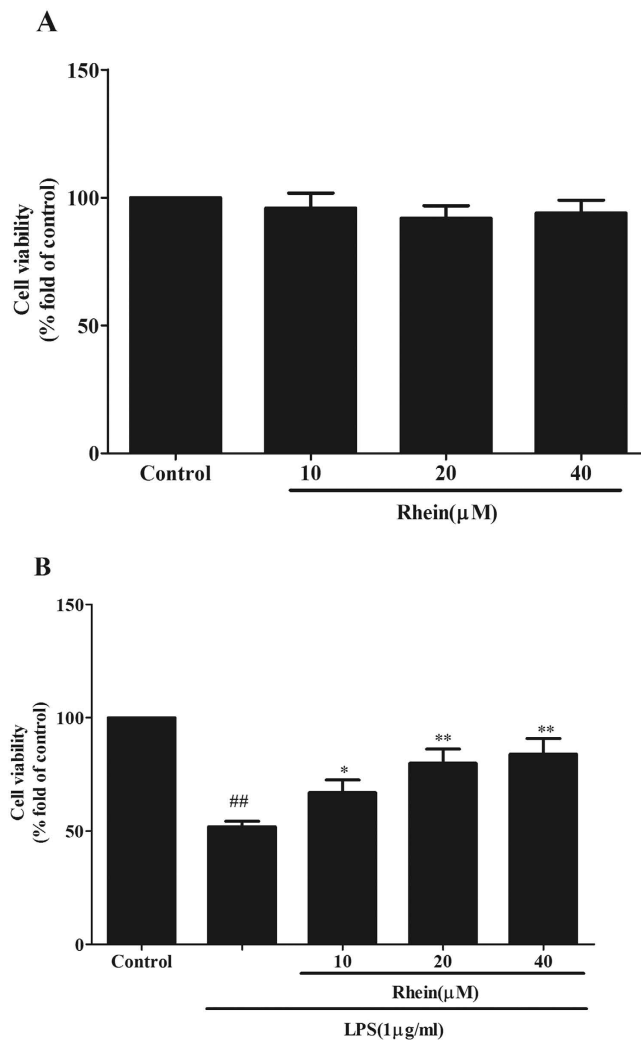 A
150
100
50
0
Cell viability
(% fold of control)
Control 10 20 40
Rhein(μM)
B
150
100
50
0
Cell viability
(% fold of control)
##
*
**
**
Control 10 20 40
Rhein(μM)
LPS(1μg/ml)